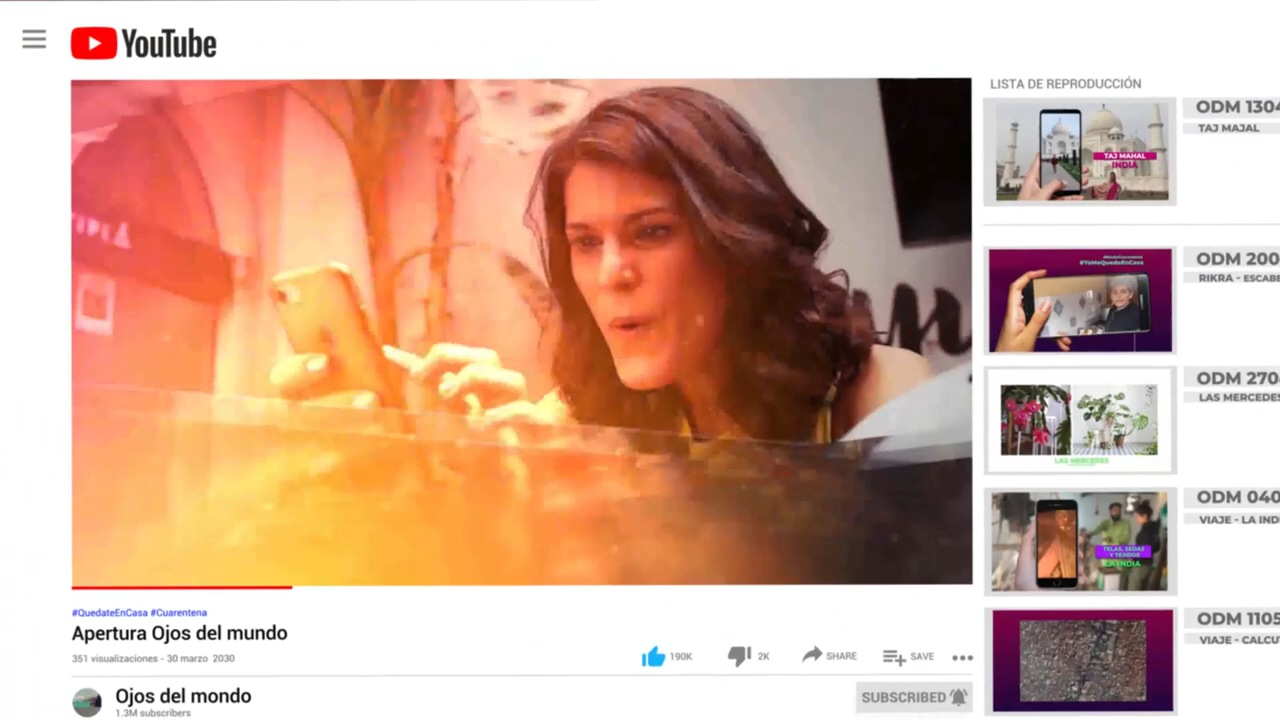 YouTube
#QuedateEnCasa #Cuarentena
Apertura Ojos del mundo
351 visualizaciones - 30 marzo 2030
190K
2K
SHARE
SAVE
Ojos del mondo
1.3M subscribers
SUBSCRIBED
LISTA DE REPRODUCCIÓN
TAJ MAHAL
INDIA
ODM 1304
TAJ MAJAL
#YoMeQuedoEnCasa
ODM 200
RIKRA - ESCABE
LAS MERCEDES
ODM 270
LAS MERCEDES
TELAS, SEDAS
Y TEJIDOS
LA INDIA
ODM 040
VIAJE - LA IND
ODM 1105
VIAJE - CALCU